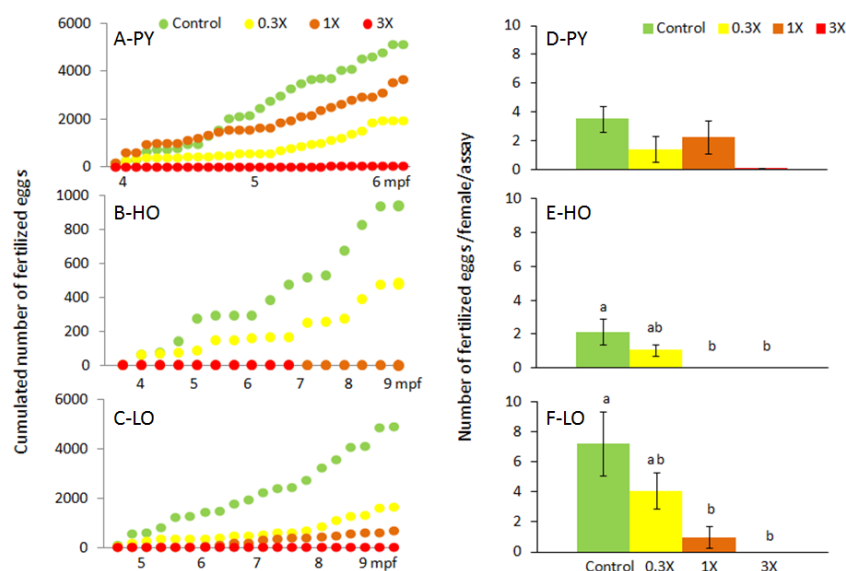 Cumulated number of fertilized eggs
Control 0.3X 1X 3X
A-PY
6000
4000
2000
0
4 5 6 mpf
B-HO
1000
800
600
400
200
0
4 5 6 7 8 9 mpf
C-LO
6000
4000
2000
0
5 6 7 8 9 mpf
Number of fertilized eggs/female/assay
D-PY
Control 0.3X 1X 3X
10
8
6
4
2
0
E-HO
10
8
6
4
2
0
a ab b b
F-LO
10
8
6
4
2
0
a ab b b
Control 0.3X 1X 3X